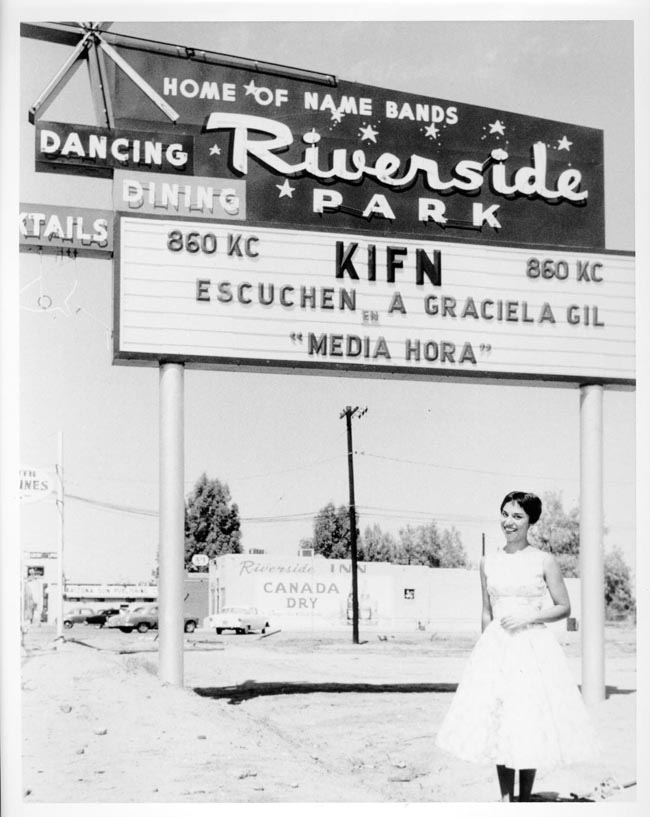 HOME OF NAME BANDS
DANCING
Riverside
DINING
PARK
860 KC KIFN 860 KC
ESCUCHEN EN A GRACIELA GIL
"MEDIA HORA"
Riverside INN
CANADA
DRY